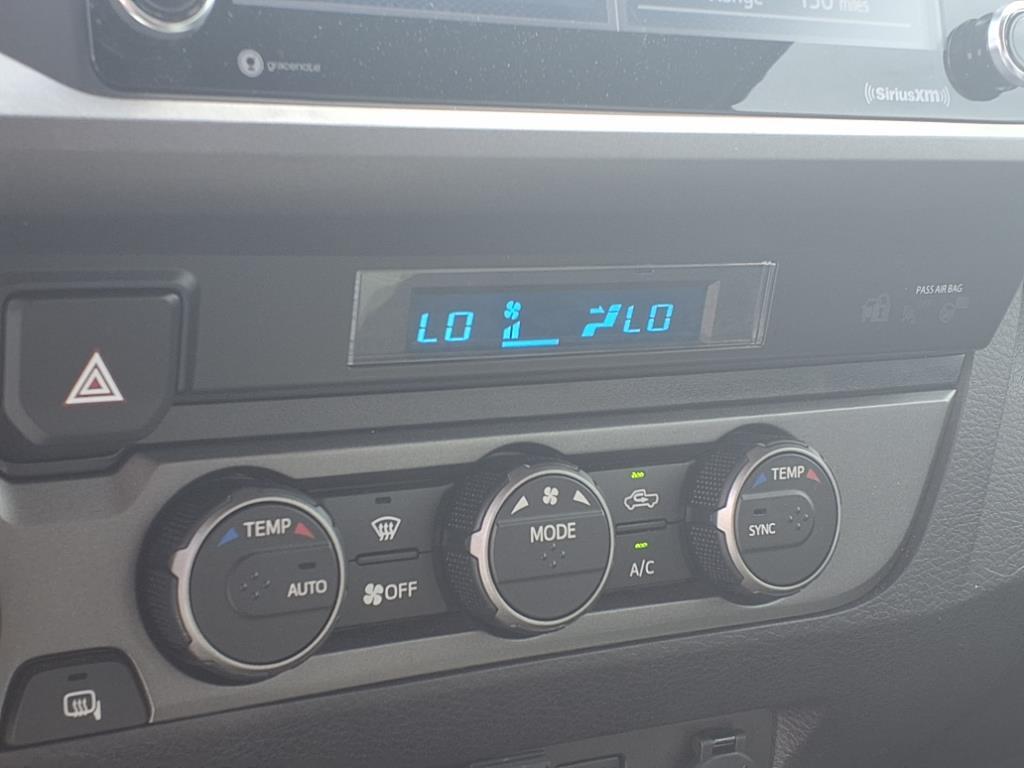 Range 130 miles
gracenote
((SiriusXM))
PASS AIR BAG
LO LO
TEMP
AUTO
OFF
MODE
A/C
TEMP
SYNC